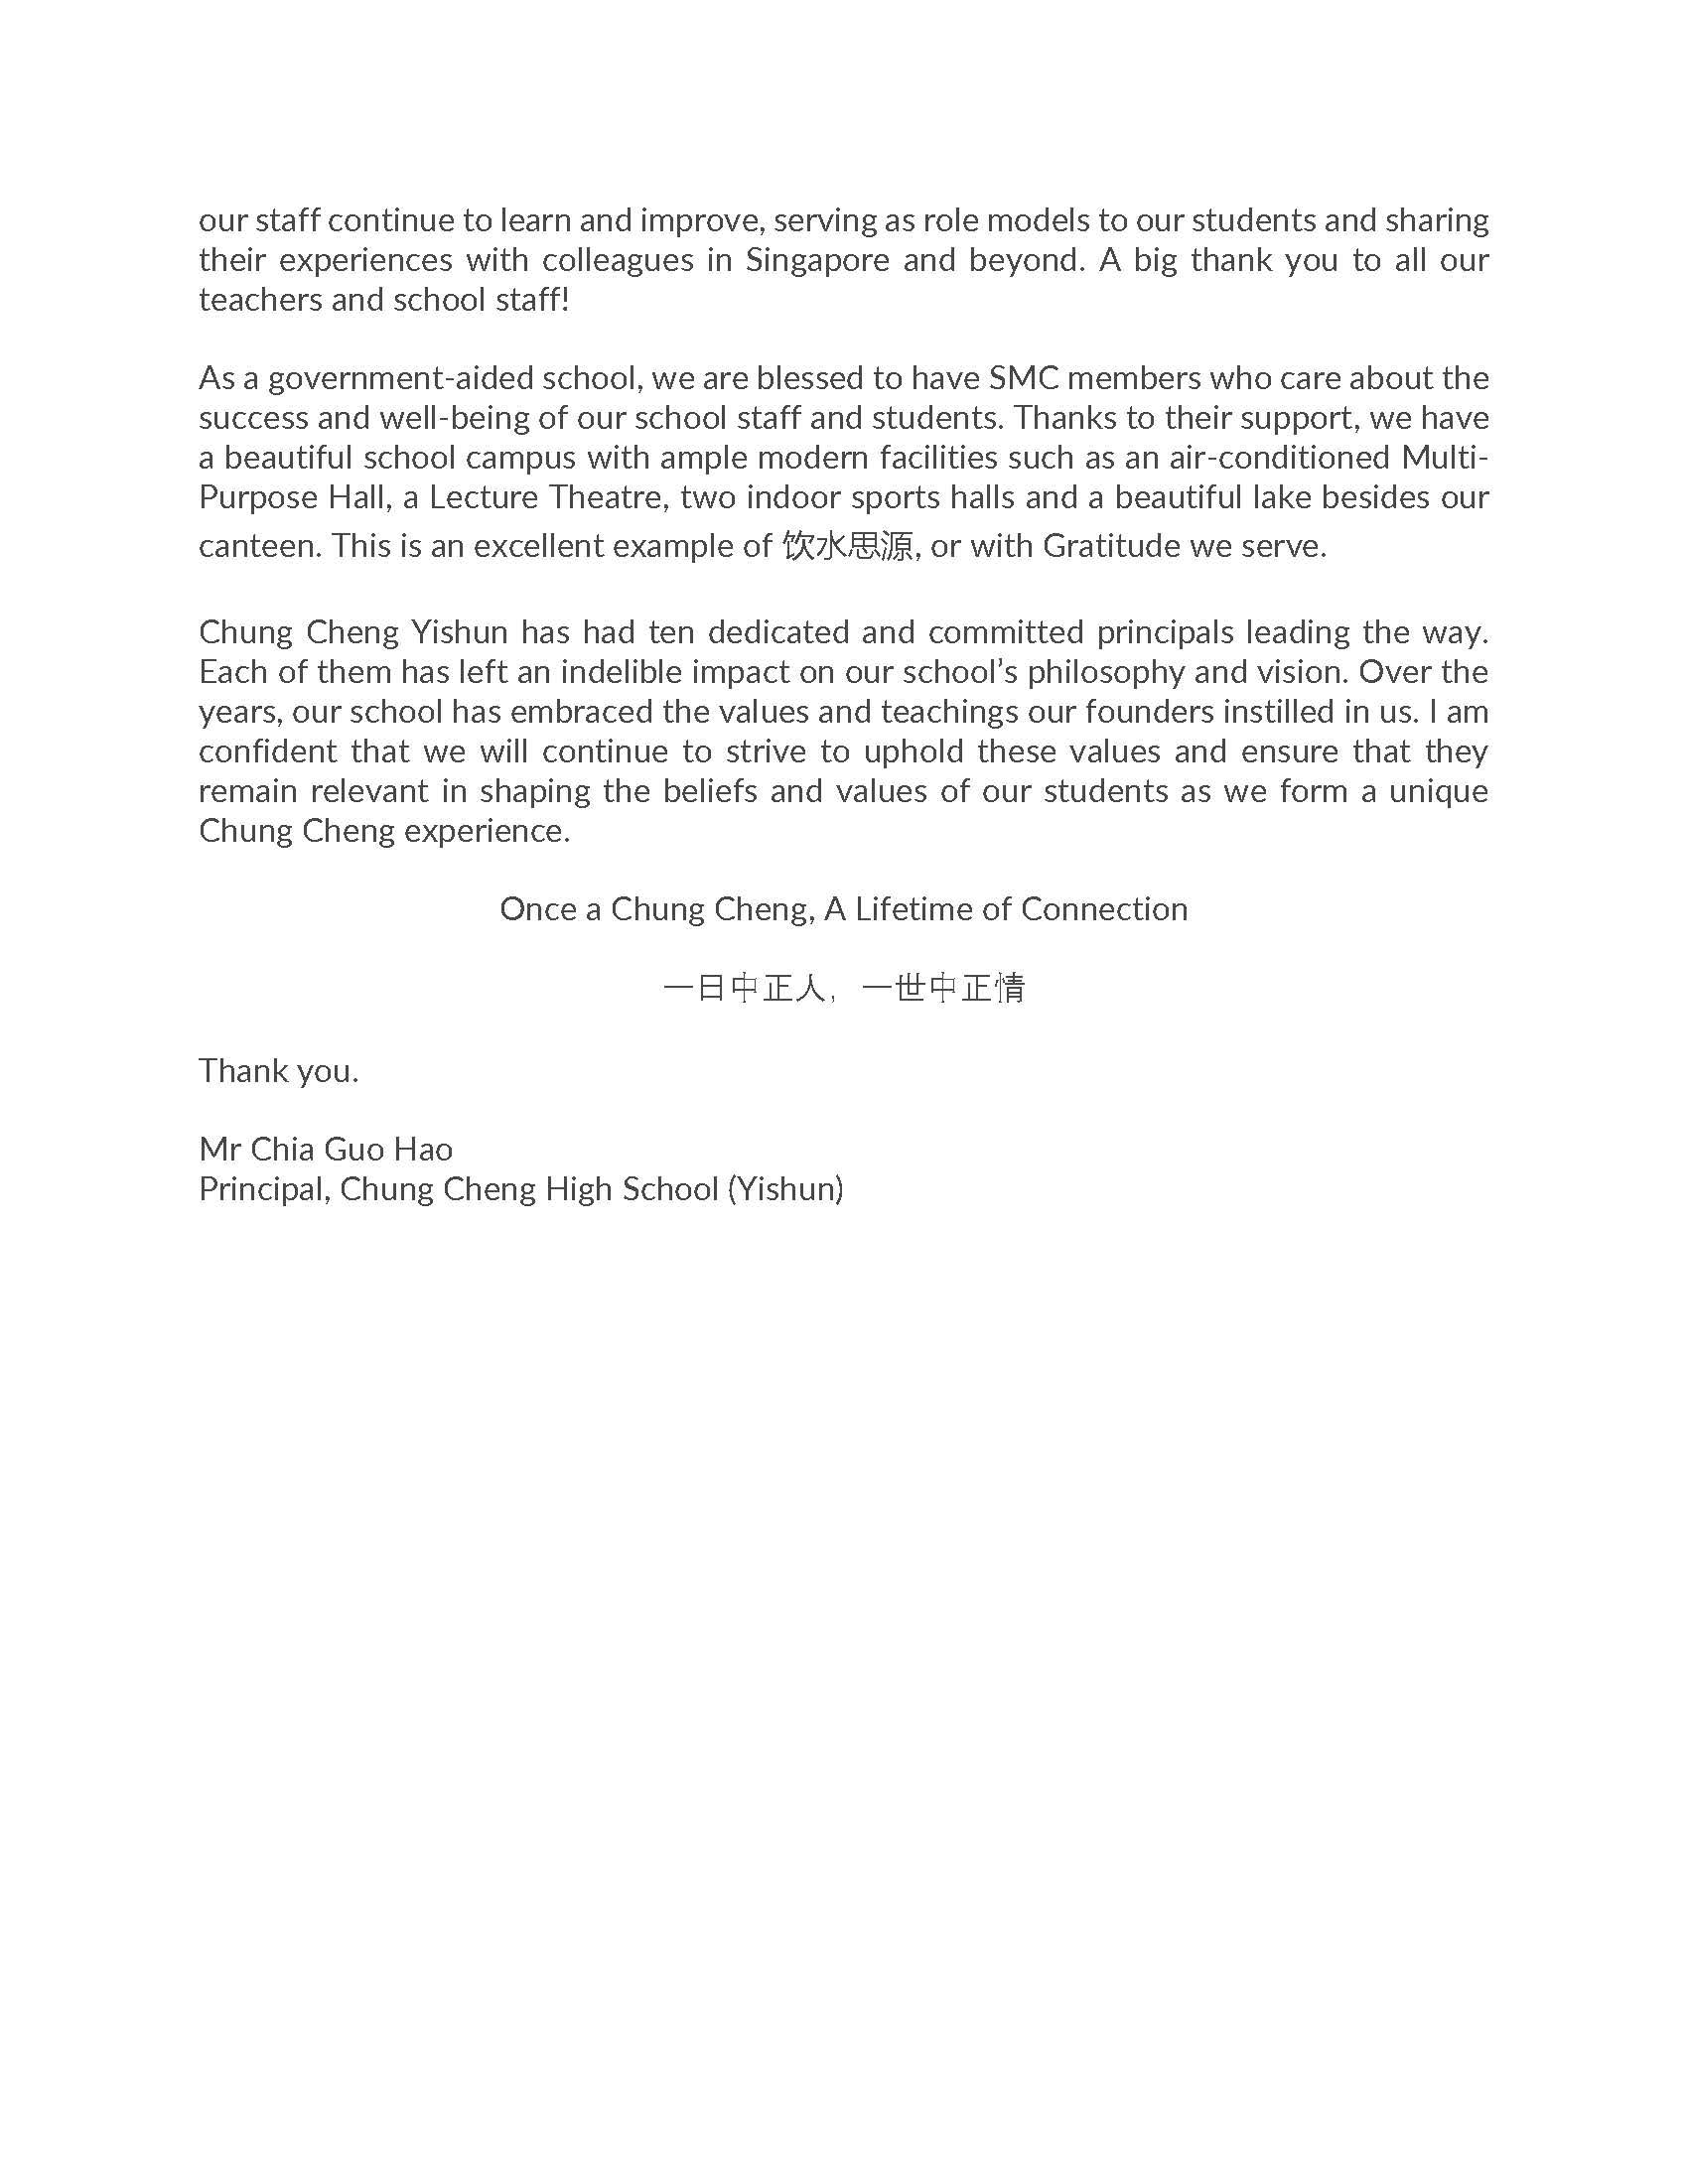 our staff continue to learn and improve, serving as role models to our students and sharing
their experiences with colleagues in Singapore and beyond. A big thank you to all our
teachers and school staff!
As a government-aided school, we are blessed to have SMC members who care about the
success and well-being of our school staff and students. Thanks to their support, we have
a beautiful school campus with ample modern facilities such as an air-conditioned Multi-
Purpose Hall, a Lecture Theatre, two indoor sports halls and a beautiful lake besides our
canteen. This is an excellent example of 饮水思源, or with Gratitude we serve.
Chung Cheng Yishun has had ten dedicated and committed principals leading the way.
Each of them has left an indelible impact on our school’s philosophy and vision. Over the
years, our school has embraced the values and teachings our founders instilled in us. I am
confident that we will continue to strive to uphold these values and ensure that they
remain relevant in shaping the beliefs and values of our students as we form a unique
Chung Cheng experience.
Once a Chung Cheng, A Lifetime of Connection
一日中正人，一世中正情
Thank you.
Mr Chia Guo Hao
Principal, Chung Cheng High School (Yishun)